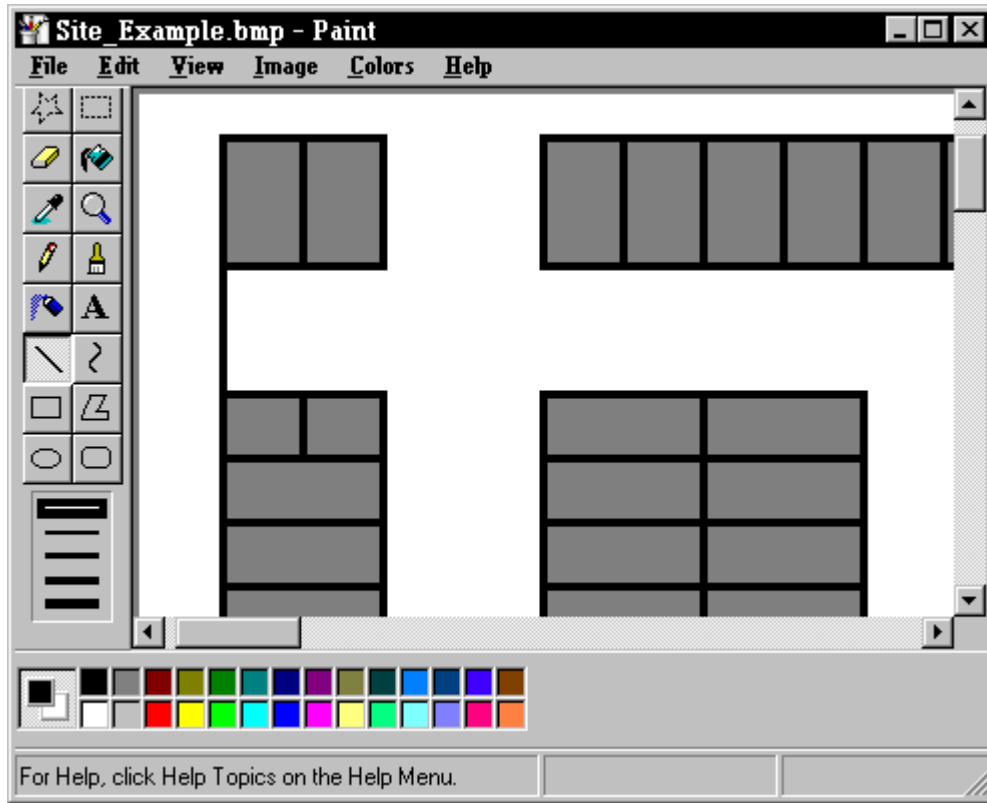 Site_Example.bmp - Paint
File Edit View Image Colors Help
A
For Help, click Help Topics on the Help Menu.